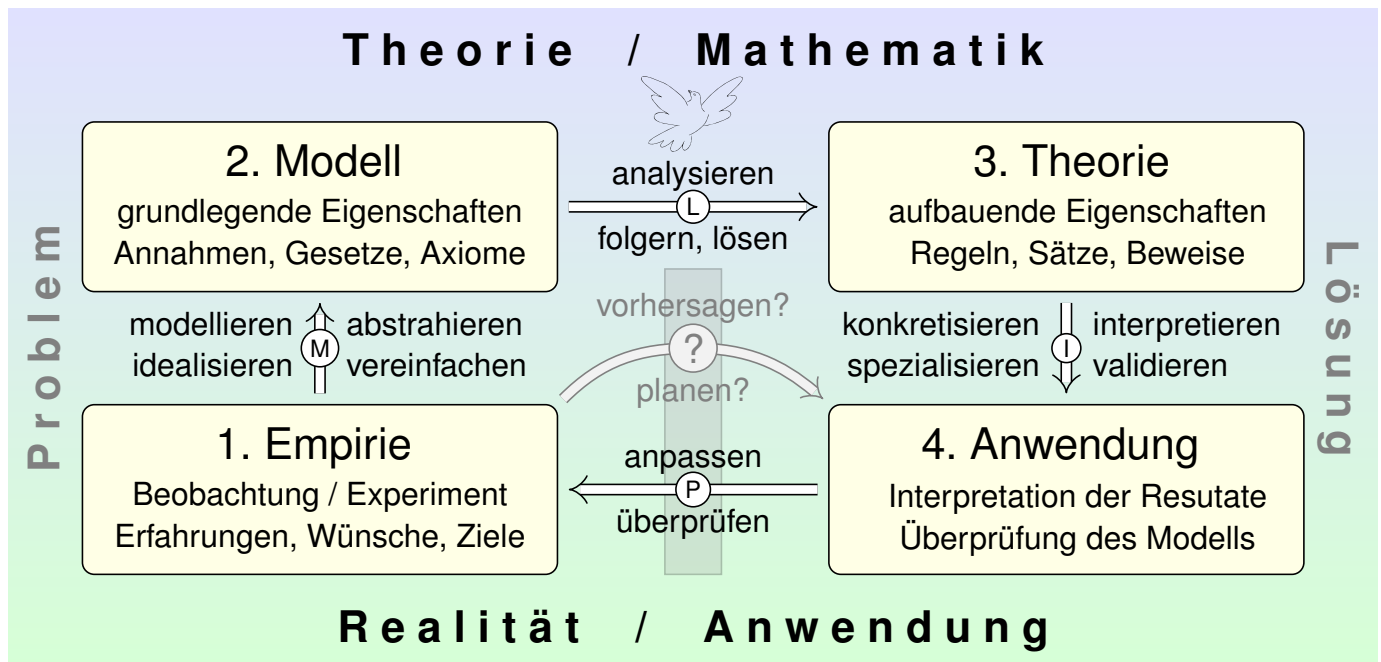 Theorie / Mathematik
2. Modell
grundlegende Eigenschaften
Annahmen, Gesetze, Axiome
analysieren
L
folgern, lösen
3. Theorie
aufbauende Eigenschaften
Regeln, Sätze, Beweise
Problem
modellieren
idealisieren
M
abstrahieren
vereinfachen
vorhersagen?
?
planen?
konkretisieren
spezialisieren
I
interpretieren
validieren
Lösung
1. Empirie
Beobachtung / Experiment
Erfahrungen, Wünsche, Ziele
anpassen
P
überprüfen
4. Anwendung
Interpretation der Resutate
Überprüfung des Modells
Realität / Anwendung